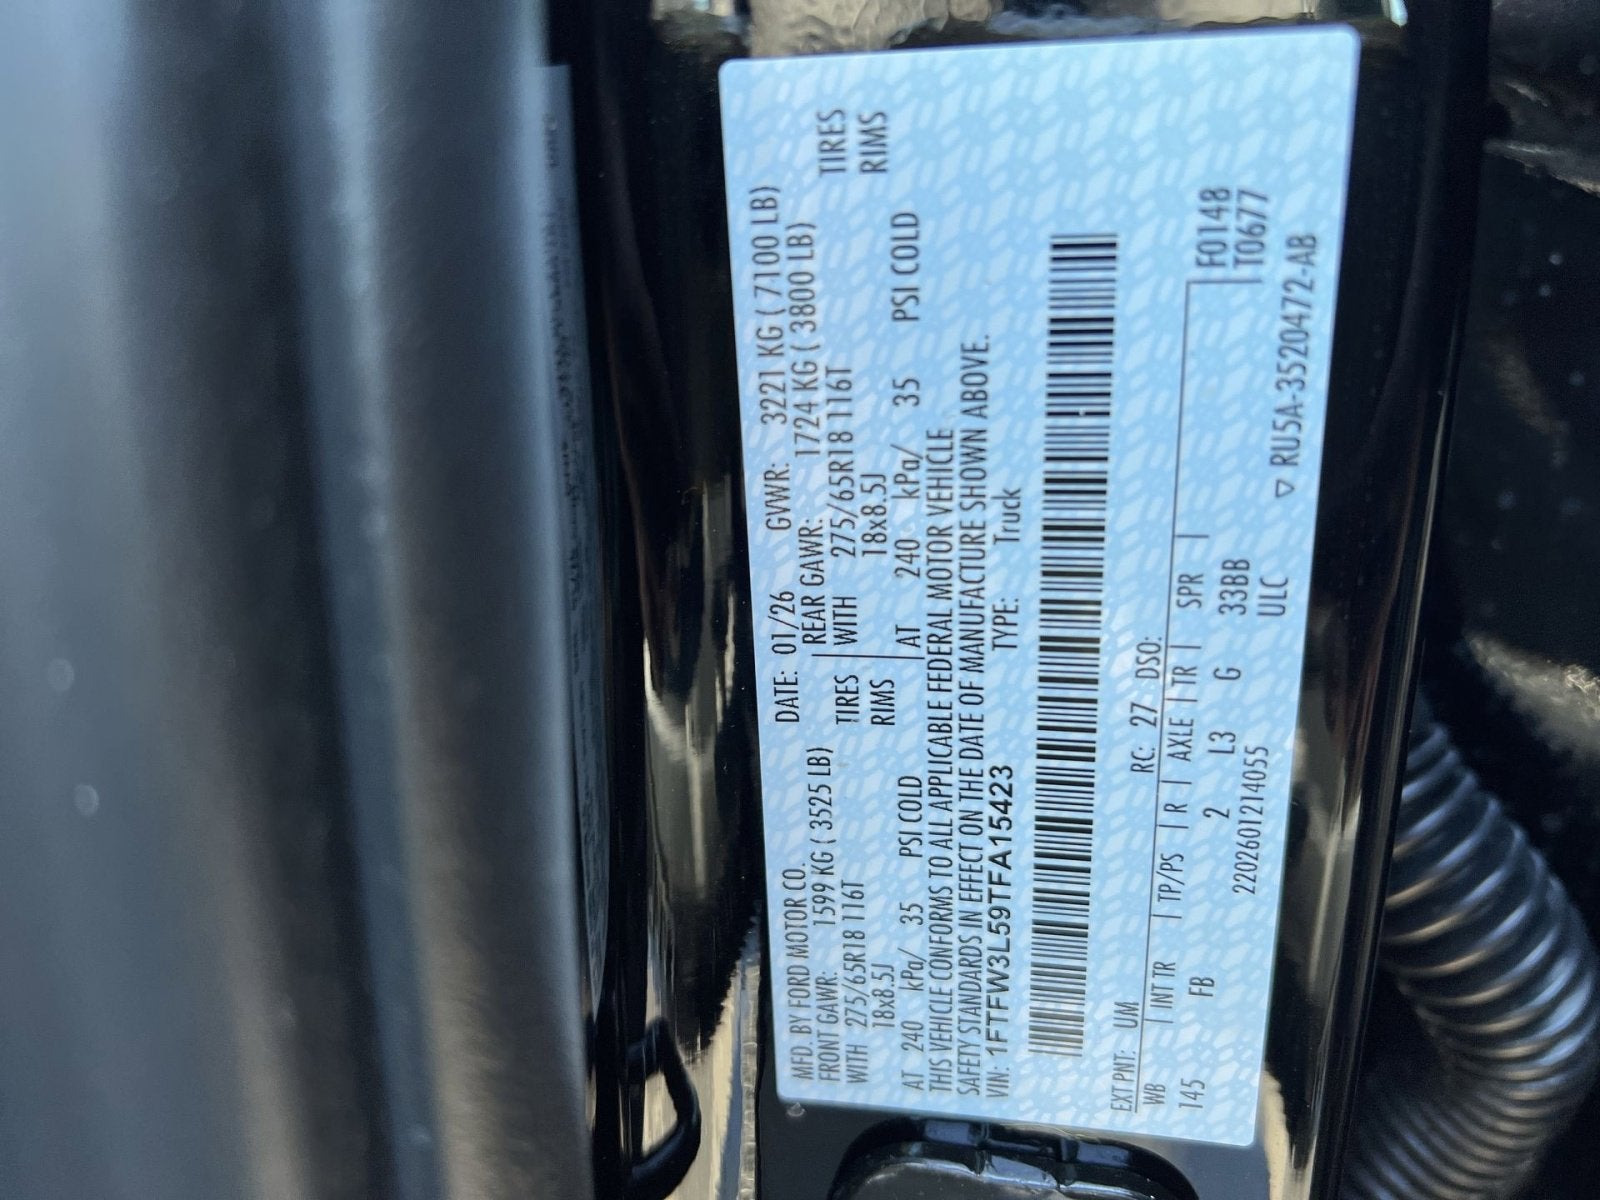 MFD. BY FORD MOTOR CO.
DATE: 01/26 GVWR: 3221 KG ( 7100 LB)
FRONT GAWR: 1599 KG ( 3525 LB) REAR GAWR: 1724 KG ( 3800 LB)
WITH 275/65R18 116T TIRES WITH 275/65R18 116T TIRES
18x8.5J RIMS 18x8.5J RIMS
AT 240 kPa/ 35 PSI COLD AT 240 kPa/ 35 PSI COLD
THIS VEHICLE CONFORMS TO ALL APPLICABLE FEDERAL MOTOR VEHICLE
SAFETY STANDARDS IN EFFECT ON THE DATE OF MANUFACTURE SHOWN ABOVE.
VIN: 1FTFW3L59TFA15423 TYPE: Truck
EXT PNT: UM RC: 27 DSO:
WB INT TR TP/PS R AXLE TR SPR F0148
145 FB 2 L3 G 33BB T0677
2202601214055 ULC
▽ RU5A-3520472-AB